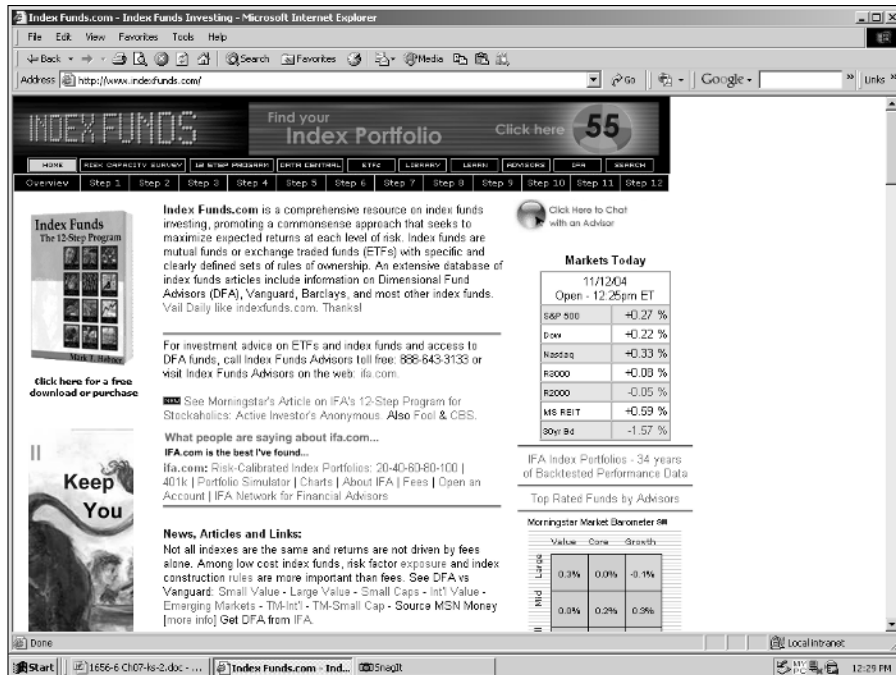 Index Funds.com - Index Funds Investing - Microsoft Internet Explorer
File Edit View Favorites Tools Help
Back Search Favorites Media
Address http://www.indexfunds.com/ Go Google Links
INDEX FUNDS
Find your
Index Portfolio
Click here 55
HOME RISK CAPACITY SURVEY 12 STEP PROGRAM DATA CENTRAL ETFs LIBRARY LEARN ADVISORS DFA SEARCH
Overview Step 1 Step 2 Step 3 Step 4 Step 5 Step 6 Step 7 Step 8 Step 9 Step 10 Step 11 Step 12
Index Funds
The 12-Step Program
Mark T. Hebner
Click here for a free
download or purchase
Keep
You
Index Funds.com is a comprehensive resource on index funds
investing, promoting a commonsense approach that seeks to
maximize expected returns at each level of risk. Index funds are
mutual funds or exchange traded funds (ETFs) with specific and
clearly defined sets of rules of ownership. An extensive database of
index funds articles include information on Dimensional Fund
Advisors (DFA), Vanguard, Barclays, and most other index funds.
Vail Daily like indexfunds.com. Thanks!
For investment advice on ETFs and index funds and access to
DFA funds, call Index Funds Advisors toll free: 888-643-3133 or
visit Index Funds Advisors on the web: ifa.com.
NEW See Morningstar's Article on IFA's 12-Step Program for
Stockaholics: Active Investor's Anonymous. Also Fool & CBS.
What people are saying about ifa.com...
IFA.com is the best I've found...
ifa.com: Risk-Calibrated Index Portfolios: 20-40-60-80-100 |
401k | Portfolio Simulator | Charts | About IFA | Fees | Open an
Account | IFA Network for Financial Advisors
News, Articles and Links:
Not all indexes are the same and returns are not driven by fees
alone. Among low cost index funds, risk factor exposure and index
construction rules are more important than fees. See DFA vs
Vanguard: Small Value - Large Value - Small Caps - Int'l Value -
Emerging Markets - TM-Int'l - TM-Small Cap - Source MSN Money
[more info] Get DFA from IFA.
Click Here to Chat
with an Advisor
Markets Today
11/12/04
Open - 12:25pm ET
S&P 500 +0.27 %
Dow +0.22 %
Nasdaq +0.33 %
R3000 +0.08 %
R2000 -0.05 %
MS REIT +0.59 %
30yr Bd -1.57 %
IFA Index Portfolios - 34 years
of Backtested Performance Data
Top Rated Funds by Advisors
Morningstar Market Barometer
Value Core Growth
Large 0.3% 0.0% -0.1%
Mid 0.0% 0.2% 0.3%
Done Local intranet
Start 1656-6 Ch07-ks-2.doc - ... Index Funds.com - Ind... SnagIt MY PC 12:29 PM